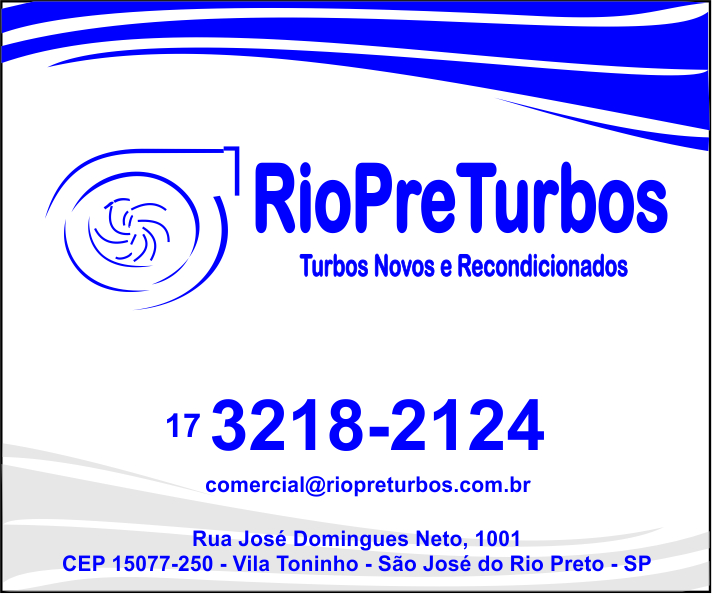 RioPreTurbos
Turbos Novos e Recondicionados
17 3218-2124
comercial@riopreturbos.com.br
Rua José Domingues Neto, 1001
CEP 15077-250 - Vila Toninho - São José do Rio Preto - SP